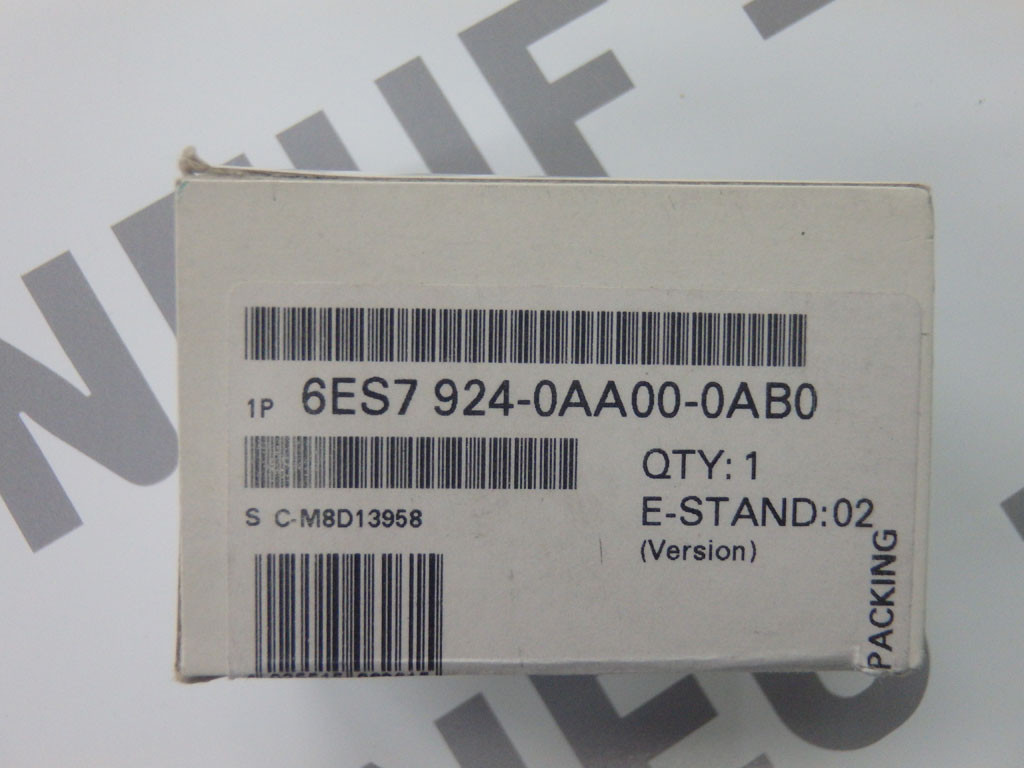 1P 6ES7 924-0AA00-0AB0
S C-M8D13958
QTY: 1
E-STAND:02
(Version)
PACKING